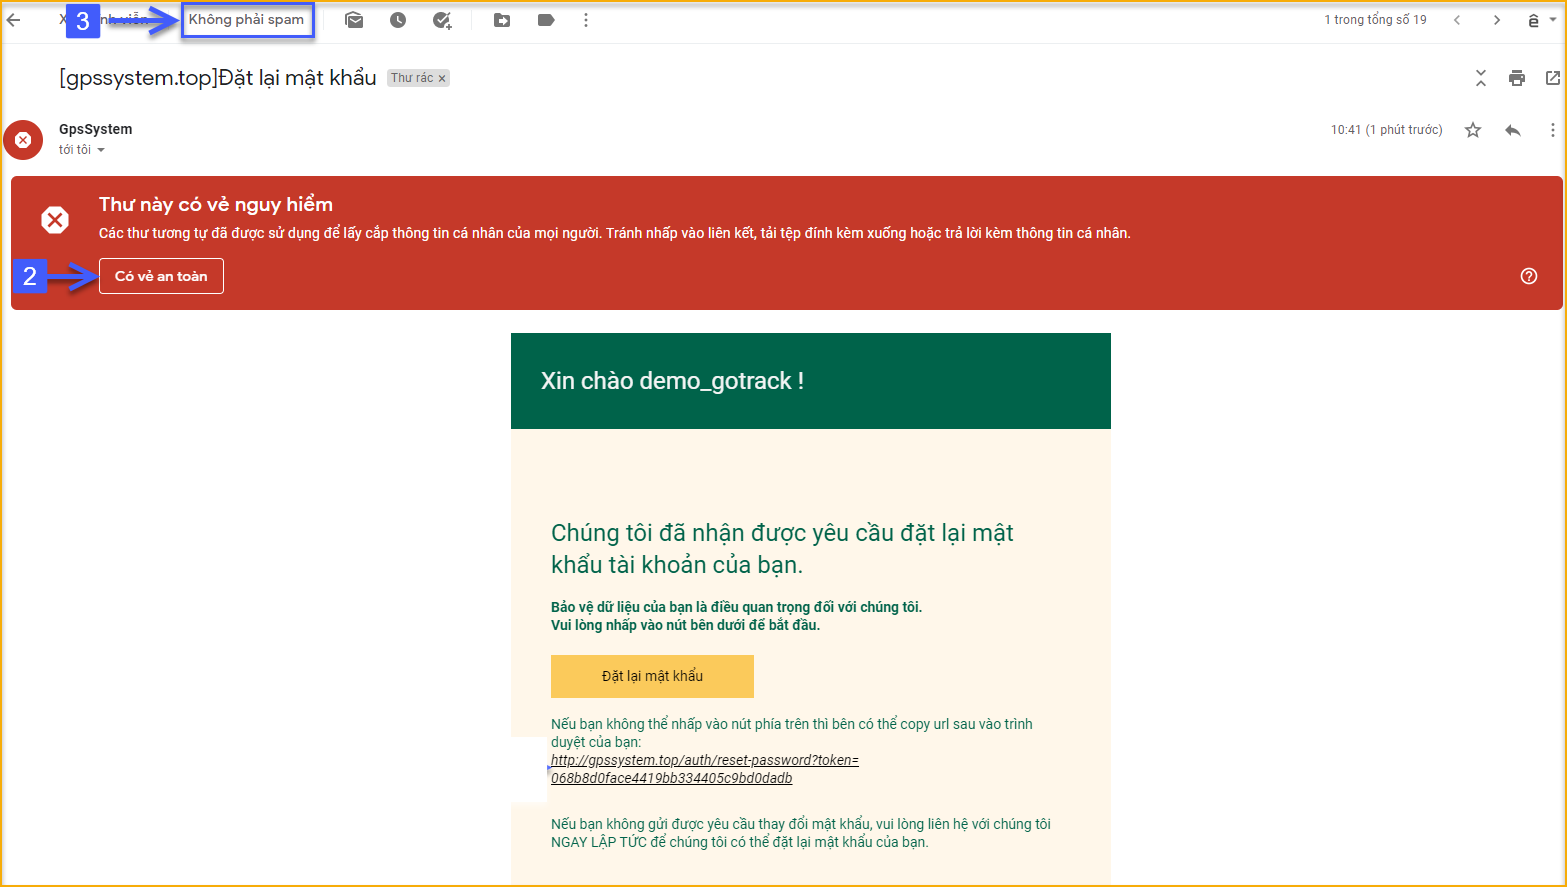 3
Không phải spam
1 trong tổng số 19
ê
[gpssystem.top]Đặt lại mật khẩu
Thư rác ×
GpsSystem
10:41 (1 phút trước)
tới tôi
Thư này có vẻ nguy hiểm
Các thư tương tự đã được sử dụng để lấy cắp thông tin cá nhân của mọi người. Tránh nhấp vào liên kết, tải tệp đính kèm xuống hoặc trả lời kèm thông tin cá nhân.
2
Có vẻ an toàn
Xin chào demo_gotrack !
Chúng tôi đã nhận được yêu cầu đặt lại mật
khẩu tài khoản của bạn.
Bảo vệ dữ liệu của bạn là điều quan trọng đối với chúng tôi.
Vui lòng nhấp vào nút bên dưới để bắt đầu.
Đặt lại mật khẩu
Nếu bạn không thể nhấp vào nút phía trên thì bên có thể copy url sau vào trình
duyệt của bạn:
http://gpssystem.top/auth/reset-password?token=
068b8d0face4419bb334405c9bd0dadb
Nếu bạn không gửi được yêu cầu thay đổi mật khẩu, vui lòng liên hệ với chúng tôi
NGAY LẬP TỨC để chúng tôi có thể đặt lại mật khẩu của bạn.